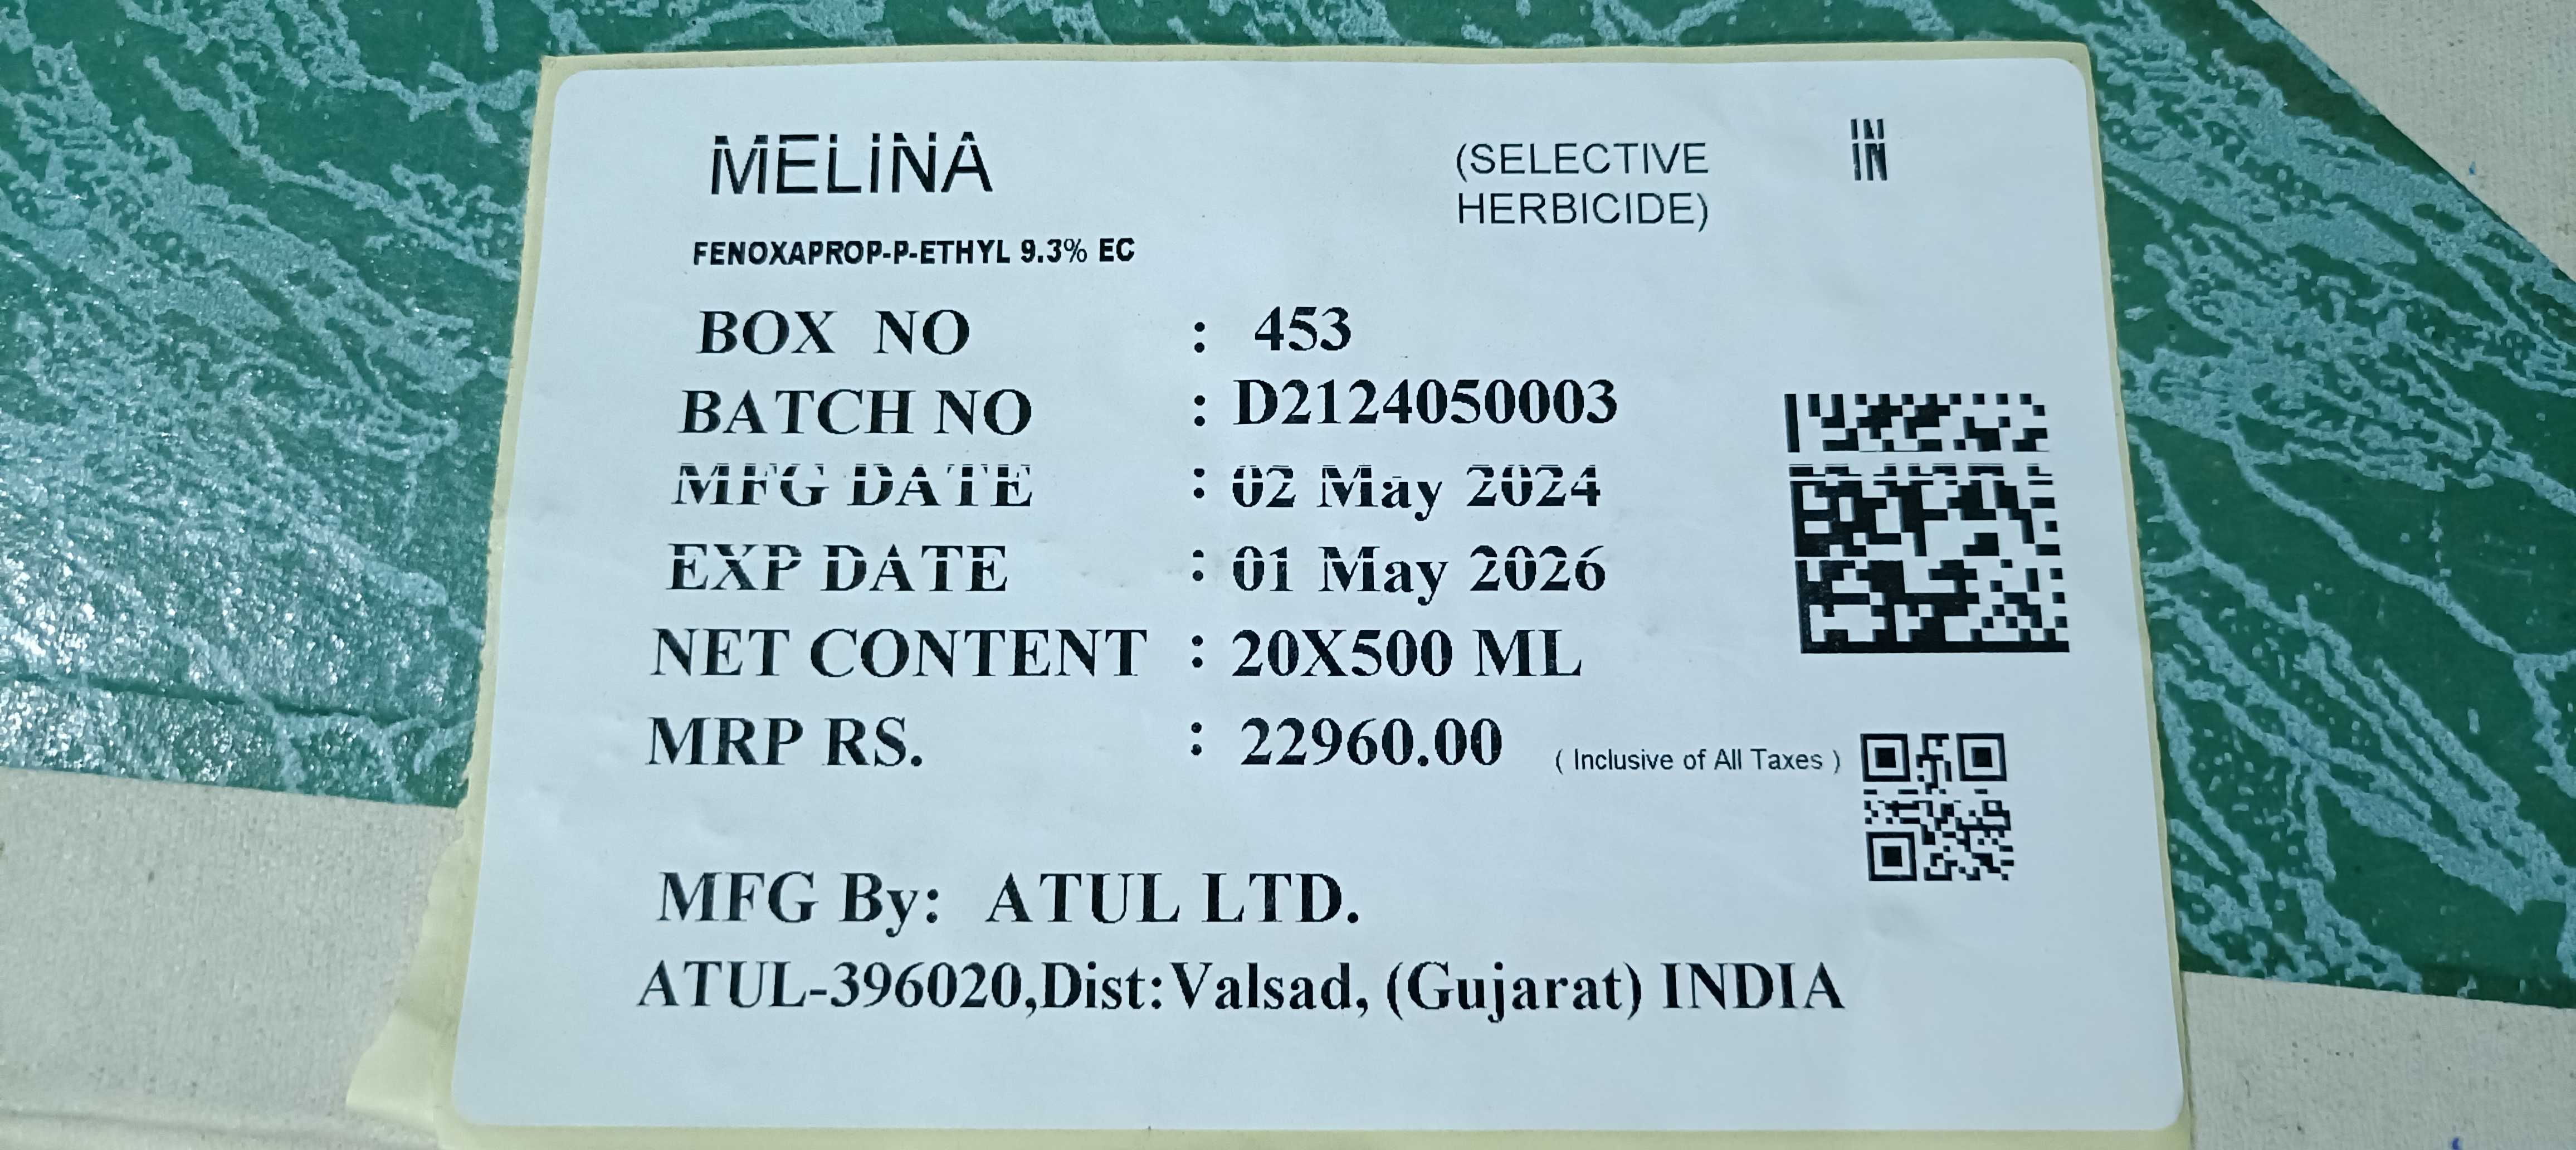 MELINA
(SELECTIVE
HERBICIDE)
IN
IN
FENOXAPROP-P-ETHYL 9.3% EC
BOX NO : 453
BATCH NO : D2124050003
MFG DATE : 02 May 2024
EXP DATE : 01 May 2026
NET CONTENT : 20X500 ML
MRP RS. : 22960.00 ( Inclusive of All Taxes )
MFG By: ATUL LTD.
ATUL-396020,Dist:Valsad, (Gujarat) INDIA